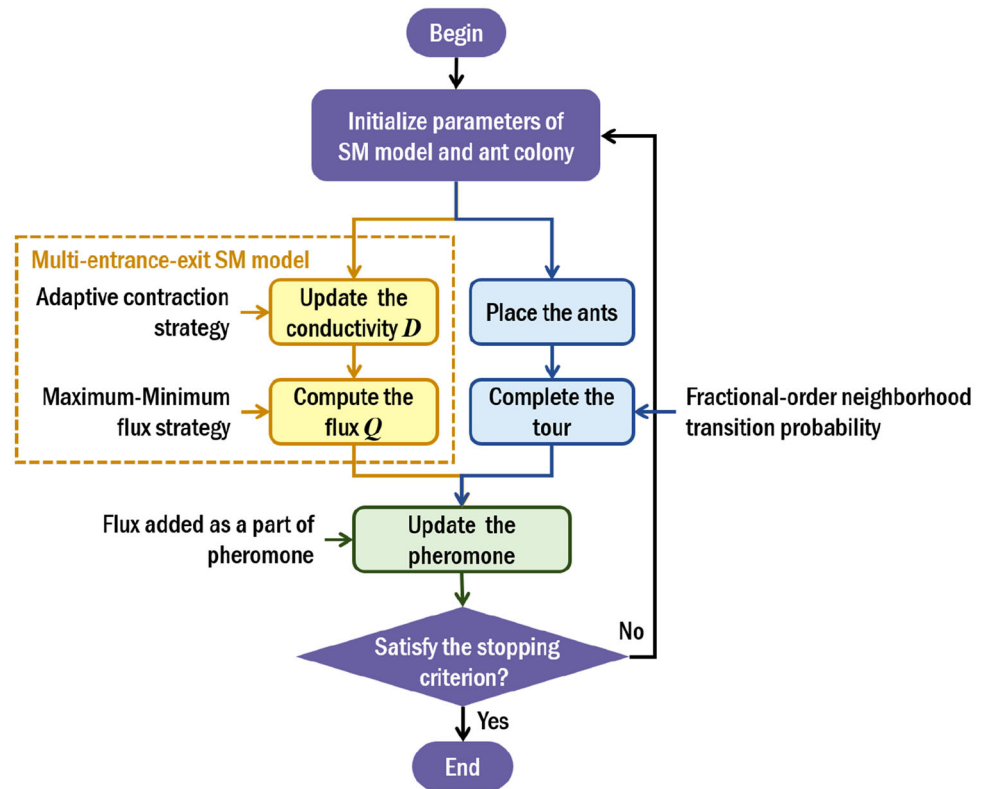 Begin
Initialize parameters of
SM model and ant colony
Multi-entrance-exit SM model
Adaptive contraction
strategy
Update the
conductivity D
Place the ants
Maximum-Minimum
flux strategy
Compute the
flux Q
Complete the
tour
Fractional-order neighborhood
transition probability
Flux added as a part of
pheromone
Update the
pheromone
Satisfy the stopping
criterion?
No
Yes
End